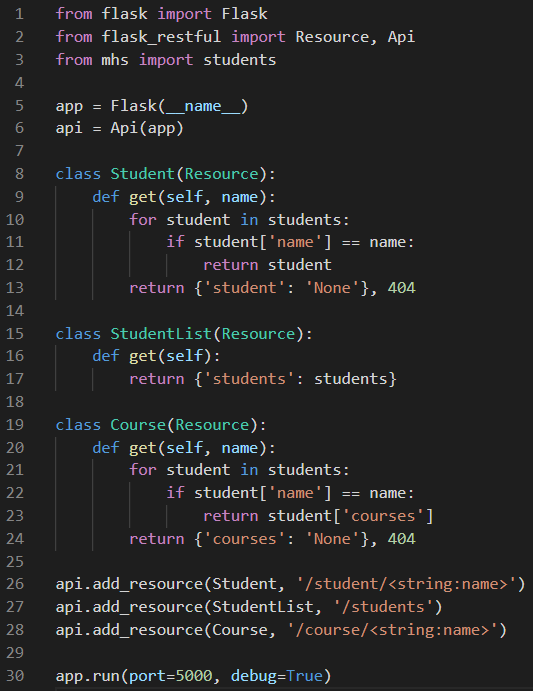 1 from flask import Flask
2 from flask_restful import Resource, Api
3 from mhs import students
4
5 app = Flask(__name__)
6 api = Api(app)
7
8 class Student(Resource):
9     def get(self, name):
10         for student in students:
11             if student['name'] == name:
12                 return student
13         return {'student': 'None'}, 404
14
15 class StudentList(Resource):
16     def get(self):
17         return {'students': students}
18
19 class Course(Resource):
20     def get(self, name):
21         for student in students:
22             if student['name'] == name:
23                 return student['courses']
24         return {'courses': 'None'}, 404
25
26 api.add_resource(Student, '/student/<string:name>')
27 api.add_resource(StudentList, '/students')
28 api.add_resource(Course, '/course/<string:name>')
29
30 app.run(port=5000, debug=True)